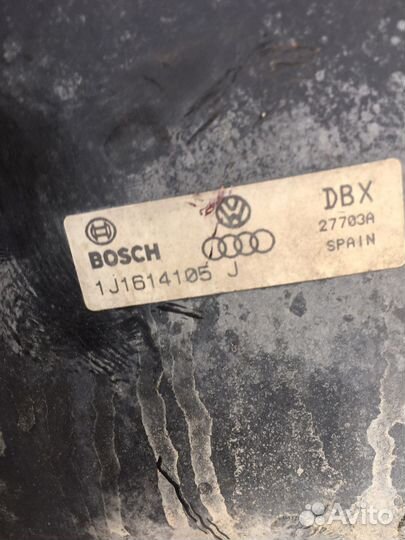 BOSCH
1J1614105 J
DBX
27703A
SPAIN
Avito